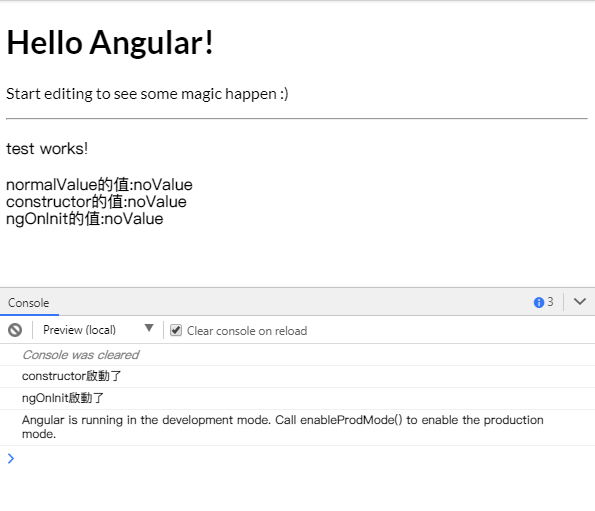 Hello Angular!
Start editing to see some magic happen :)
test works!
normalValue的值:noValue
constructor的值:noValue
ngOnInit的值:noValue
Console
3
Preview (local)
Clear console on reload
Console was cleared
constructor啟動了
ngOnInit啟動了
Angular is running in the development mode. Call enableProdMode() to enable the production
mode.